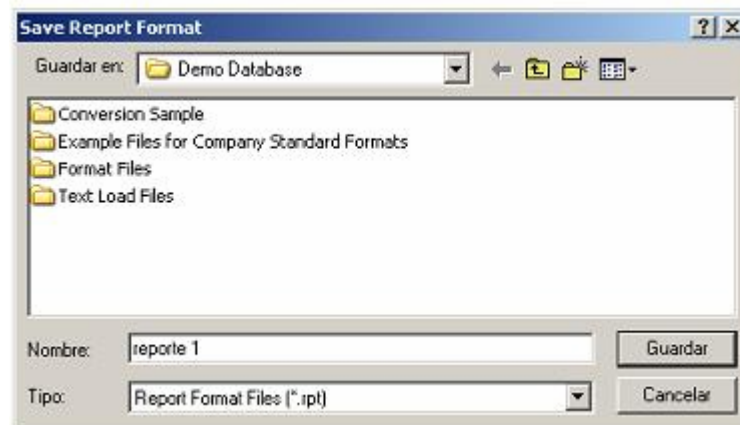 Save Report Format
Guardar en: Demo Database
Conversion Sample
Example Files for Company Standard Formats
Format Files
Text Load Files
Nombre: reporte 1 Guardar
Tipo: Report Format Files (*.rpt) Cancelar